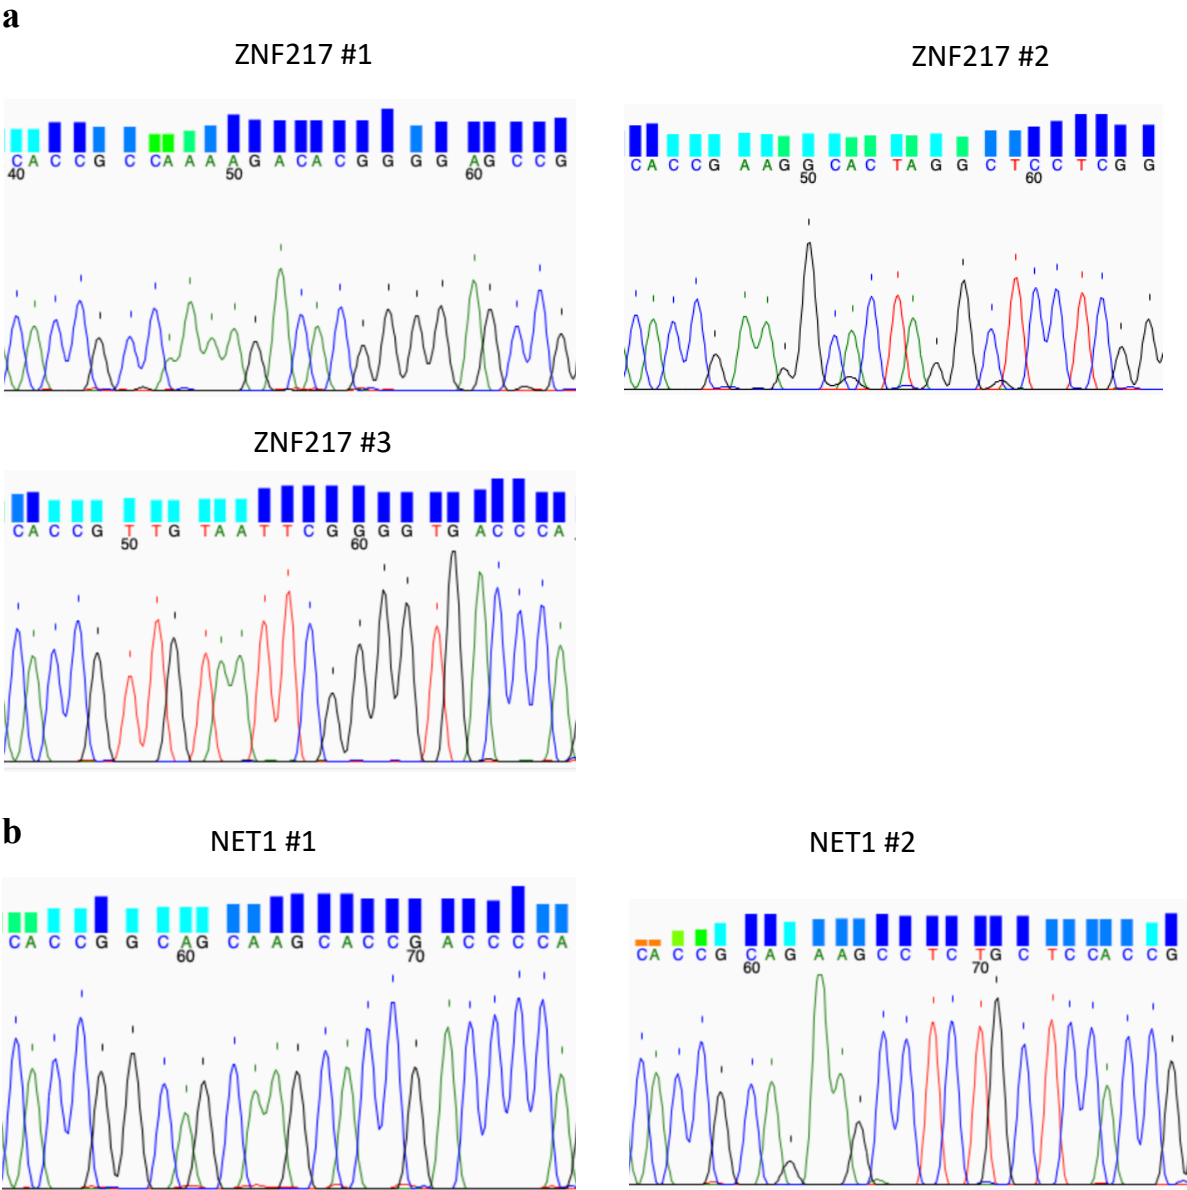 a
ZNF217 #1
ZNF217 #2
C A C C G C C A A A A G A C A C G G G G A G C C G
40 50 60
C A C C G A A G G C A C T A G G C T C C T C G G
50 60
ZNF217 #3
C A C C G T T G T A A T T C G G G G T G A C C C A
50 60
b
NET1 #1
NET1 #2
C A C C G G C A G C A A G C A C C G A C C C C A
60 70
C A C C G C A G A A G C C T C T G C T C C A C C G
60 70